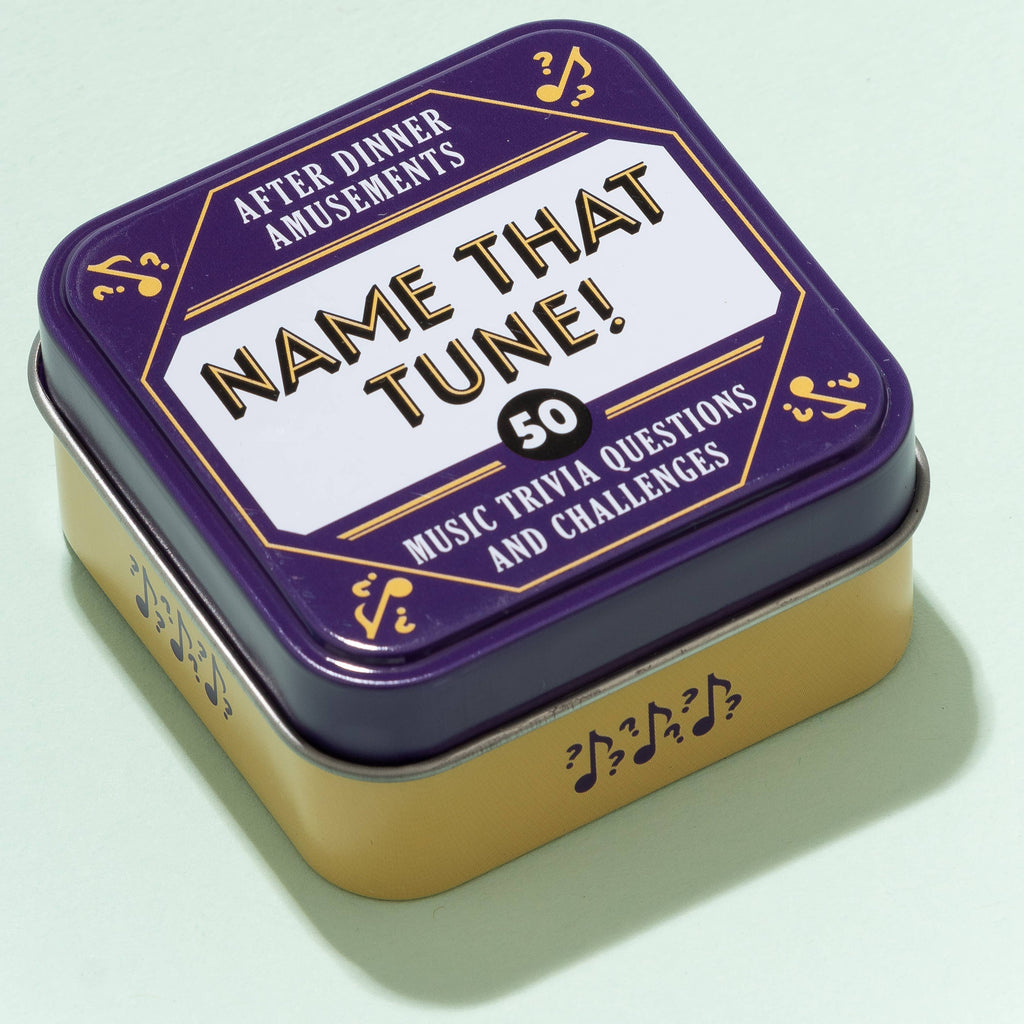 AFTER DINNER
AMUSEMENTS
NAME THAT
TUNE!
50
MUSIC TRIVIA QUESTIONS
AND CHALLENGES